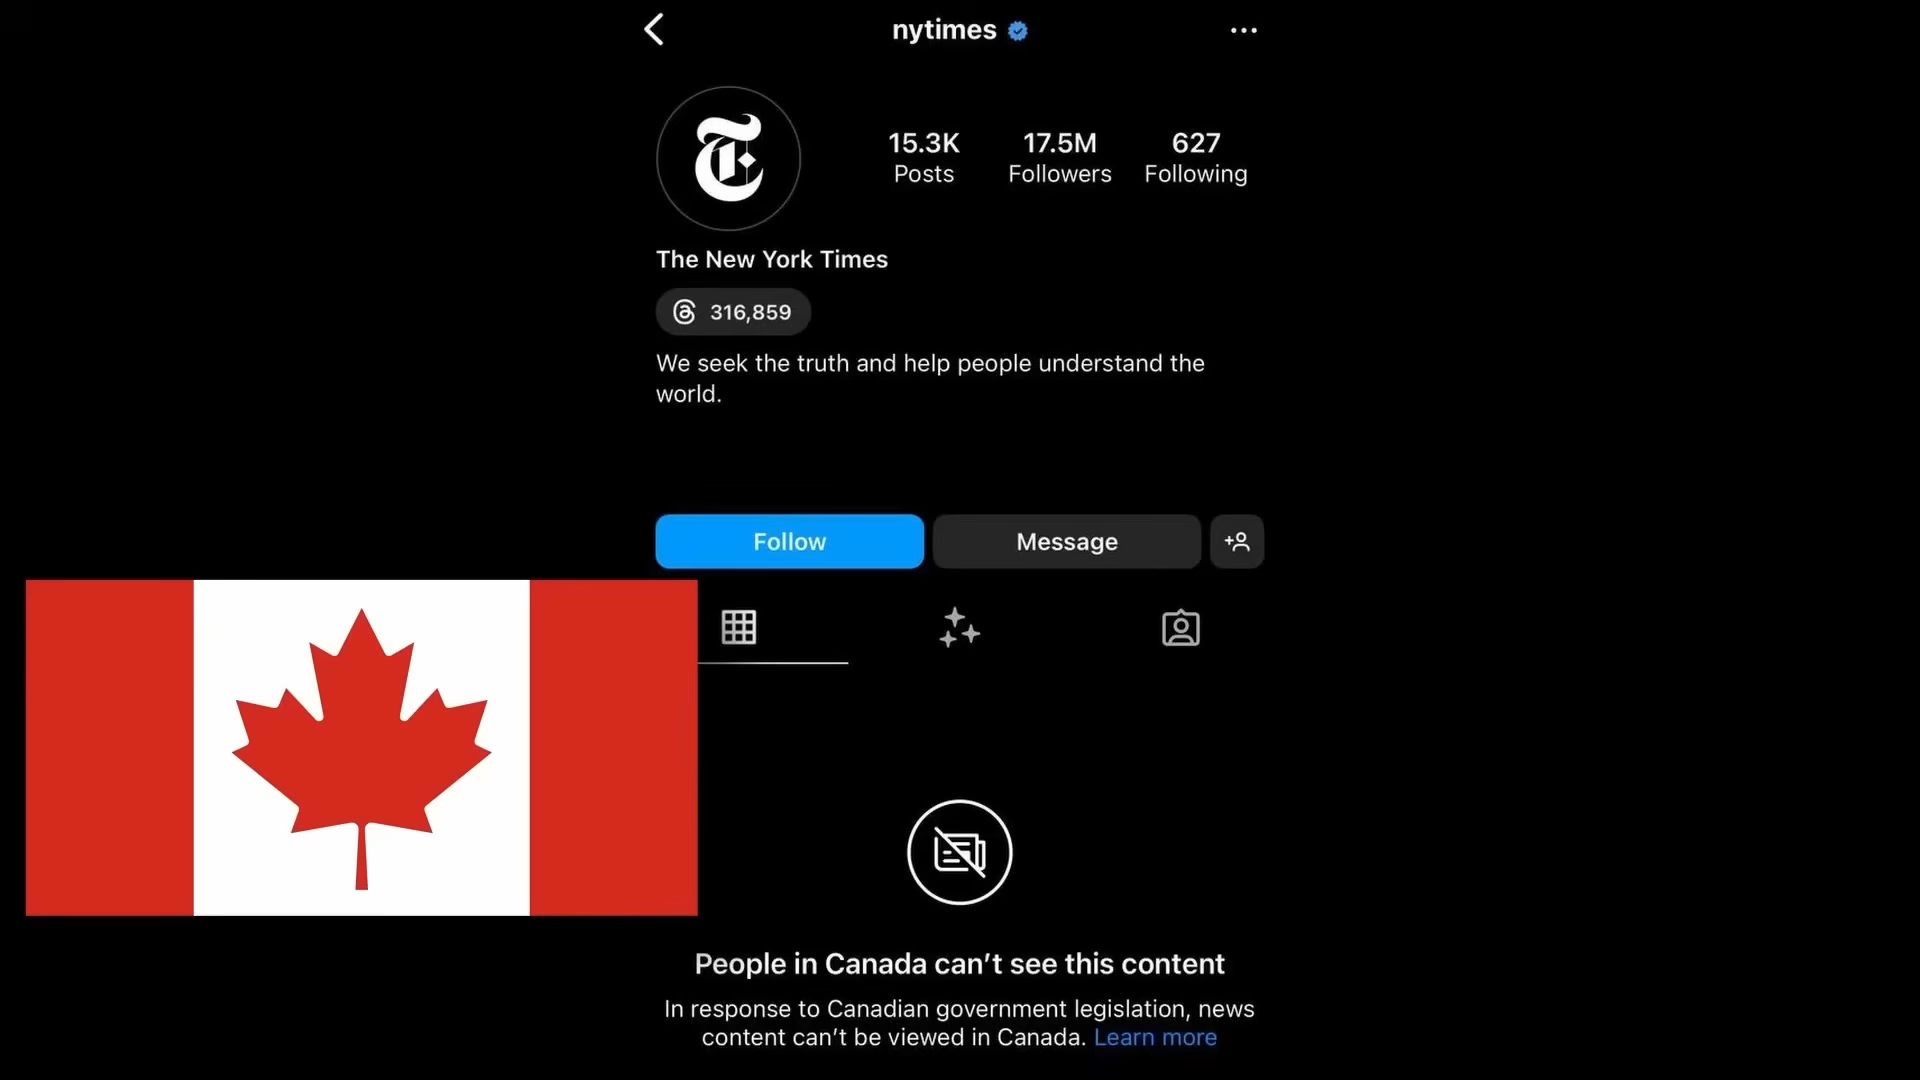 nytimes
15.3K 17.5M 627
Posts Followers Following
The New York Times
316,859
We seek the truth and help people understand the
world.
Follow Message
People in Canada can’t see this content
In response to Canadian government legislation, news
content can’t be viewed in Canada. Learn more